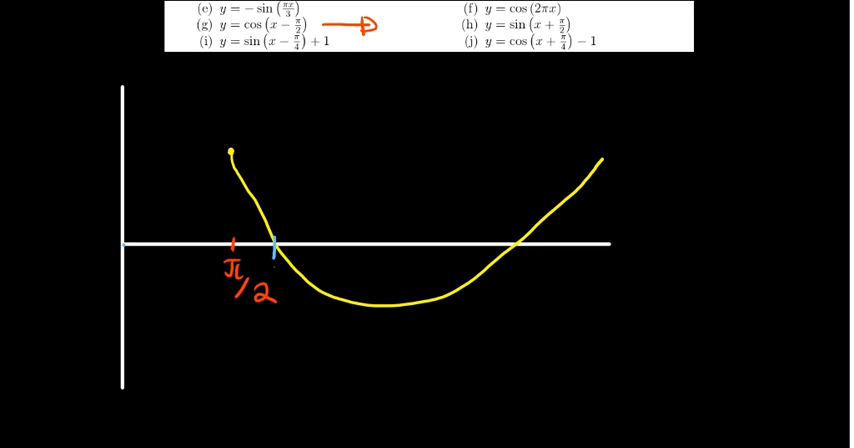 (e) y = − sin (πx/3)
(f) y = cos (2πx)
(g) y = cos (x − π/2)
(h) y = sin (x + π/2)
(i) y = sin (x − π/4) + 1
(j) y = cos (x + π/4) − 1
π/2